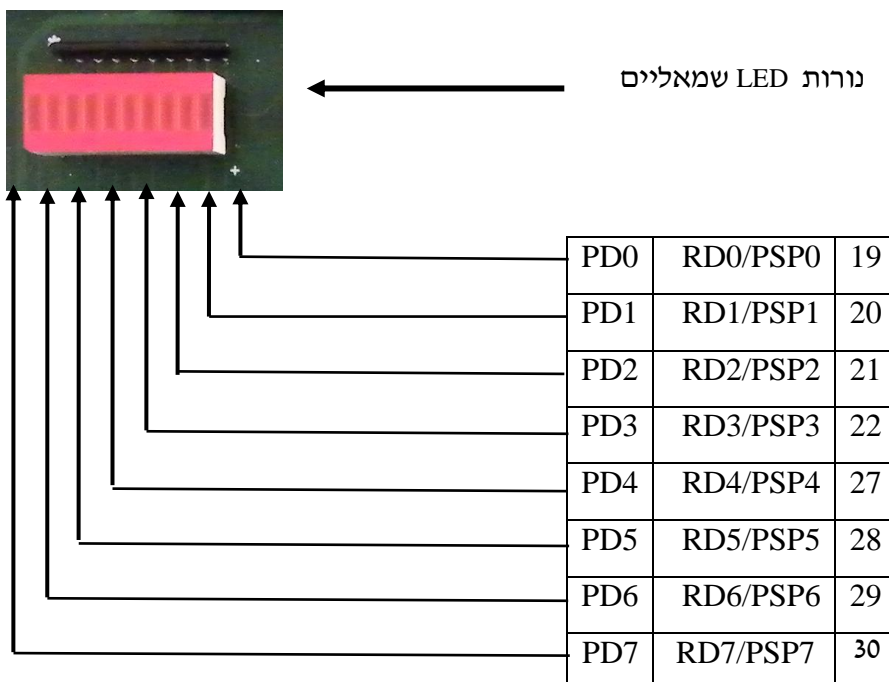 נורות LED שמאליים
PD0 RD0/PSP0 19
PD1 RD1/PSP1 20
PD2 RD2/PSP2 21
PD3 RD3/PSP3 22
PD4 RD4/PSP4 27
PD5 RD5/PSP5 28
PD6 RD6/PSP6 29
PD7 RD7/PSP7 30